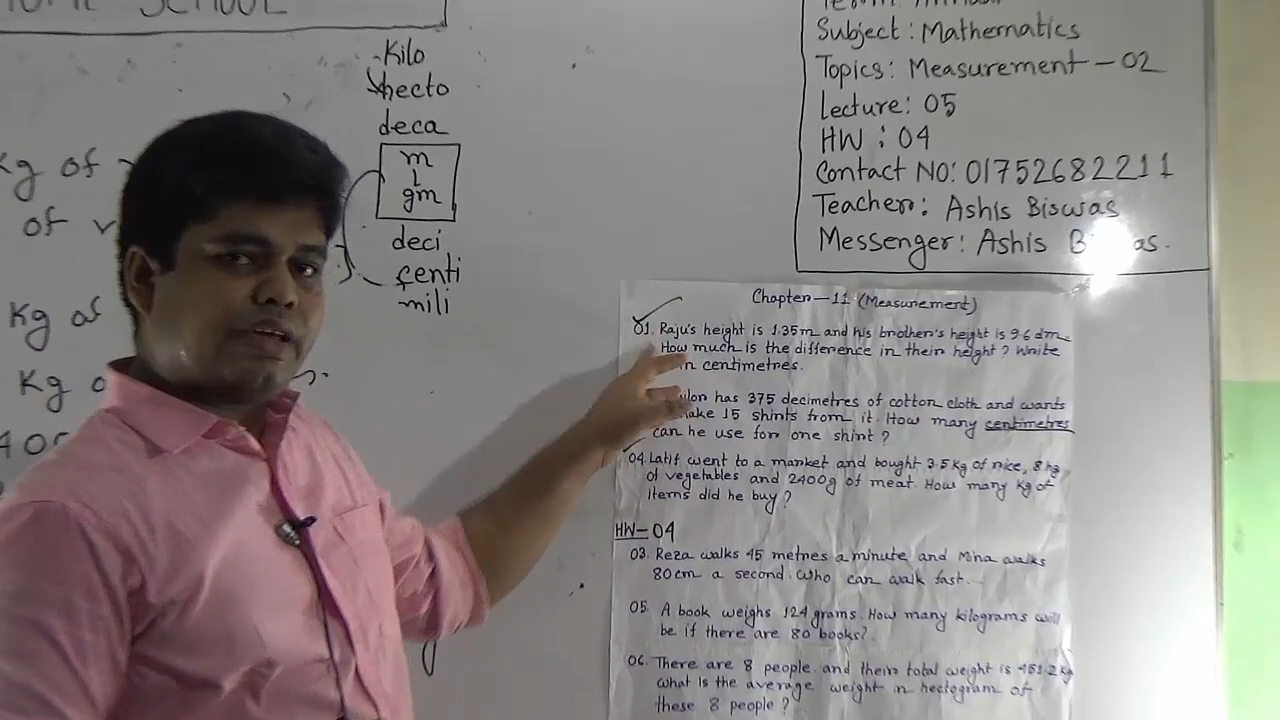 HOME SCHOOL
Kilo
hecto
deca
m
gm
deci
centi
mili
Kg of
of
Kg of
Kg
Subject : Mathematics
Topics: Measurement - 02
Lecture: 05
HW : 04
Contact NO: 01752682211
Teacher: Ashis Biswas
Messenger: Ashis
Chapter-11 (Measurement)
01. Raju's height is 1.35m and his brother's height is 9.6 dm.
How much is the difference in their height? Write
in centimetres.
has 375 decimetres of cotton cloth and wants
make 15 shirts from it. How many centimetres
can he use for one shirt?
04. Latif went to a market and bought 3.5 Kg of rice, 8 kg
of vegetables and 2400g of meat. How many Kg of
items did he buy?
HW-04
03. Reza walks 45 metres a minute and Mina walks
80cm a second. Who can walk fast.
05. A book weighs 124 grams. How many kilograms will
be if there are 80 books?
06. There are 8 people and their total weight is 451.2 kg
what is the average weight in hectogram of
these 8 people?